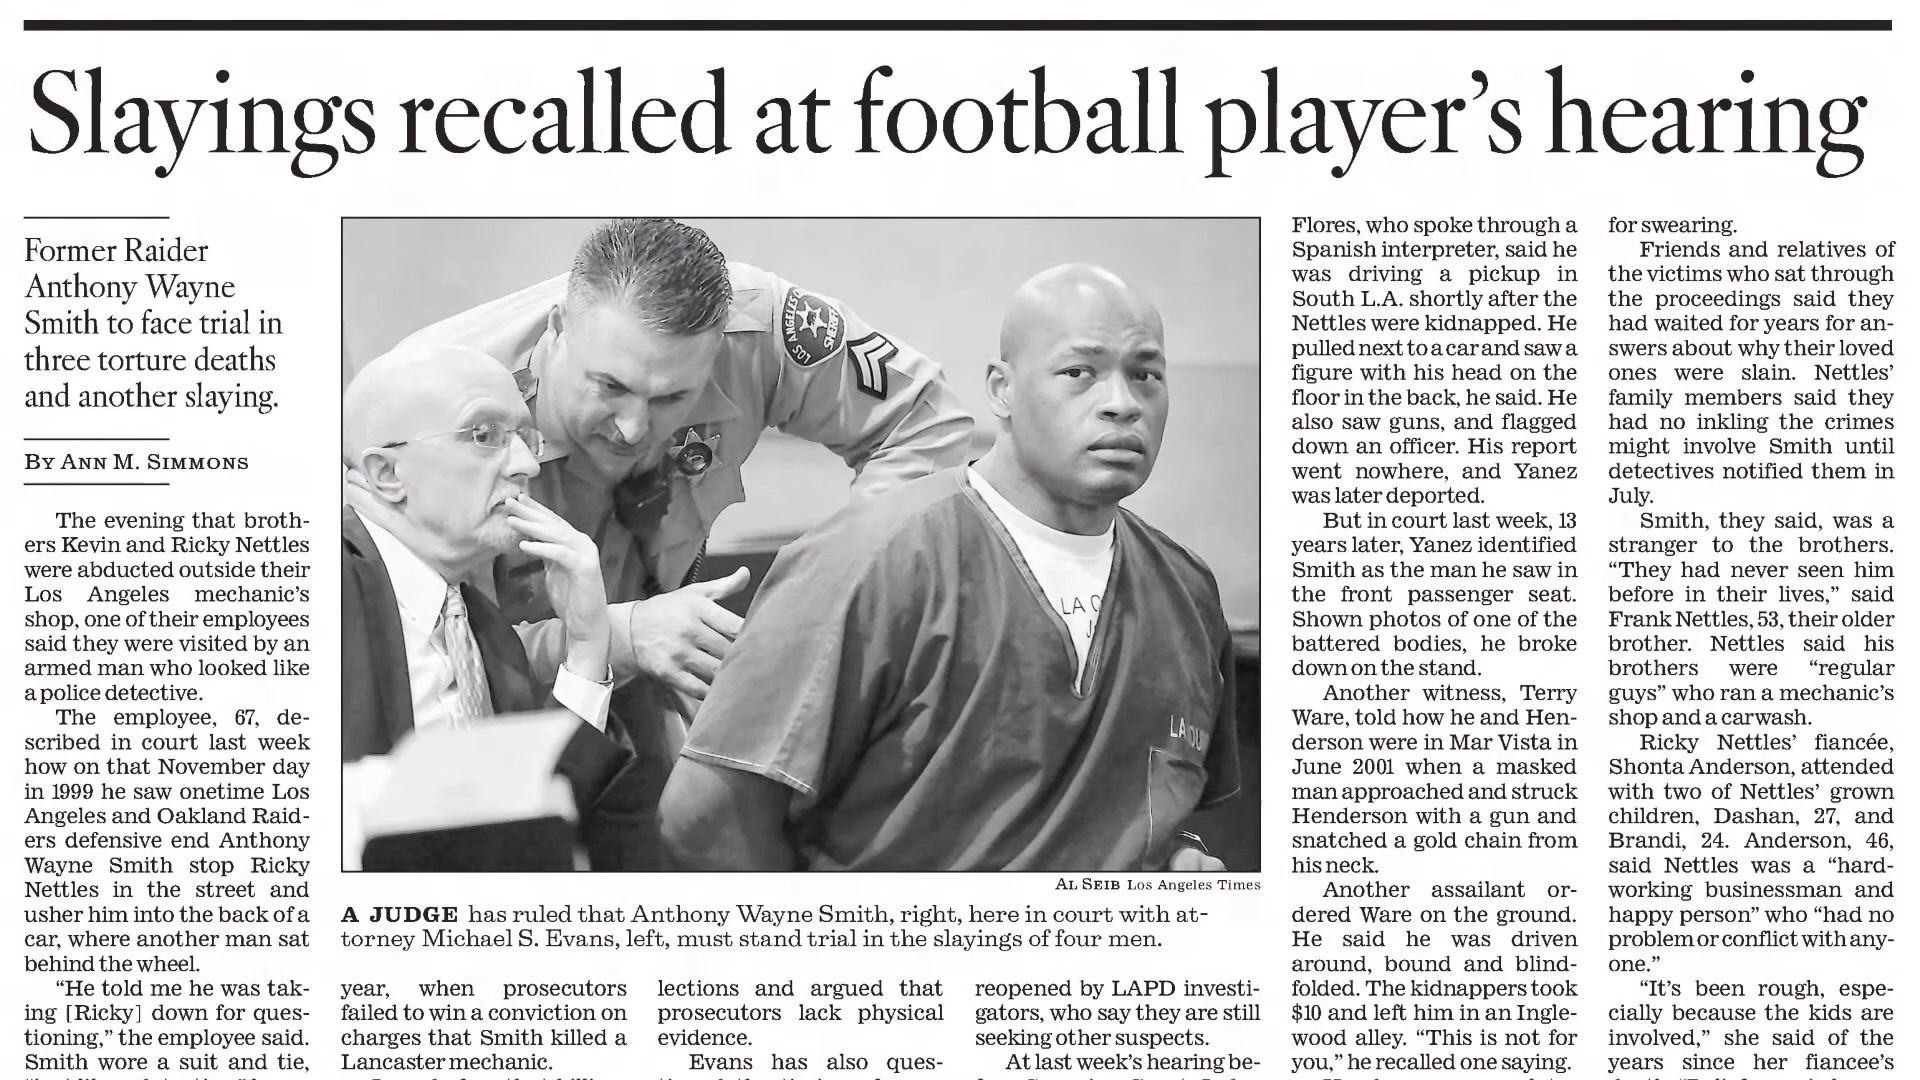 Slayings recalled at football player's hearing
Former Raider
Anthony Wayne
Smith to face trial in
three torture deaths
and another slaying.
BY ANN M. SIMMONS
The evening that broth-
ers Kevin and Ricky Nettles
were abducted outside their
Los Angeles mechanic's
shop, one of their employees
said they were visited by an
armed man who looked like
a police detective.
The employee, 67, de-
scribed in court last week
how on that November day
in 1999 he saw onetime Los
Angeles and Oakland Raid-
ers defensive end Anthony
Wayne Smith stop Ricky
Nettles in the street and
usher him into the back of a
car, where another man sat
behind the wheel.
"He told me he was tak-
ing [Ricky] down for ques-
tioning," the employee said.
Smith wore a suit and tie,
LOS ANGELES
SHERIFF
LA C
J
LA COU
AL SEIB Los Angeles Times
A JUDGE has ruled that Anthony Wayne Smith, right, here in court with at-
torney Michael S. Evans, left, must stand trial in the slayings of four men.
year, when prosecutors
failed to win a conviction on
charges that Smith killed a
Lancaster mechanic.
lections and argued that
prosecutors lack physical
evidence.
Evans has also ques-
reopened by LAPD investi-
gators, who say they are still
seeking other suspects.
At last week's hearing be-
Flores, who spoke through a
Spanish interpreter, said he
was driving a pickup in
South L.A. shortly after the
Nettles were kidnapped. He
pulled next to a car and saw a
figure with his head on the
floor in the back, he said. He
also saw guns, and flagged
down an officer. His report
went nowhere, and Yanez
was later deported.
But in court last week, 13
years later, Yanez identified
Smith as the man he saw in
the front passenger seat.
Shown photos of one of the
battered bodies, he broke
down on the stand.
Another witness, Terry
Ware, told how he and Hen-
derson were in Mar Vista in
June 2001 when a masked
man approached and struck
Henderson with a gun and
snatched a gold chain from
his neck.
Another assailant or-
dered Ware on the ground.
He said he was driven
around, bound and blind-
folded. The kidnappers took
$10 and left him in an Ingle-
wood alley. "This is not for
you," he recalled one saying.
for swearing.
Friends and relatives of
the victims who sat through
the proceedings said they
had waited for years for an-
swers about why their loved
ones were slain. Nettles'
family members said they
had no inkling the crimes
might involve Smith until
detectives notified them in
July.
Smith, they said, was a
stranger to the brothers.
"They had never seen him
before in their lives," said
Frank Nettles, 53, their older
brother. Nettles said his
brothers were "regular
guys" who ran a mechanic's
shop and a carwash.
Ricky Nettles' fiancée,
Shonta Anderson, attended
with two of Nettles' grown
children, Dashan, 27, and
Brandi, 24. Anderson, 46,
said Nettles was a "hard-
working businessman and
happy person" who "had no
problem or conflict with any-
one."
"It's been rough, espe-
cially because the kids are
involved," she said of the
years since her fiancee's